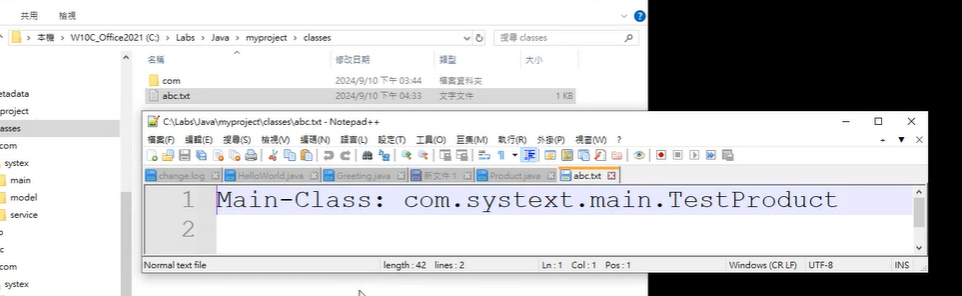 共用 檢視
本機 > W10C_Office2021 (C:) > Labs > Java > myproject > classes
搜尋 classes
名稱 修改日期 類型 大小
com 2024/9/10 下午 03:44 檔案資料夾
abc.txt 2024/9/10 下午 04:33 文字文件 1 KB
etadata
project
asses
com
systex
main
model
service
com
systex
C:\Labs\Java\myproject\classes\abc.txt - Notepad++
檔案(F) 編輯(E) 搜尋(S) 檢視(V) 編碼(N) 語言(L) 設定(T) 工具(O) 巨集(M) 執行(R) 外掛(P) 視窗(W) ?
change.log HelloWorld.java Greeting.java 新文件 1 Product.java abc.txt
1 Main-Class: com.systext.main.TestProduct
2
Normal text file length : 42 lines : 2 Ln : 1 Col : 1 Pos : 1 Windows (CR LF) UTF-8 INS